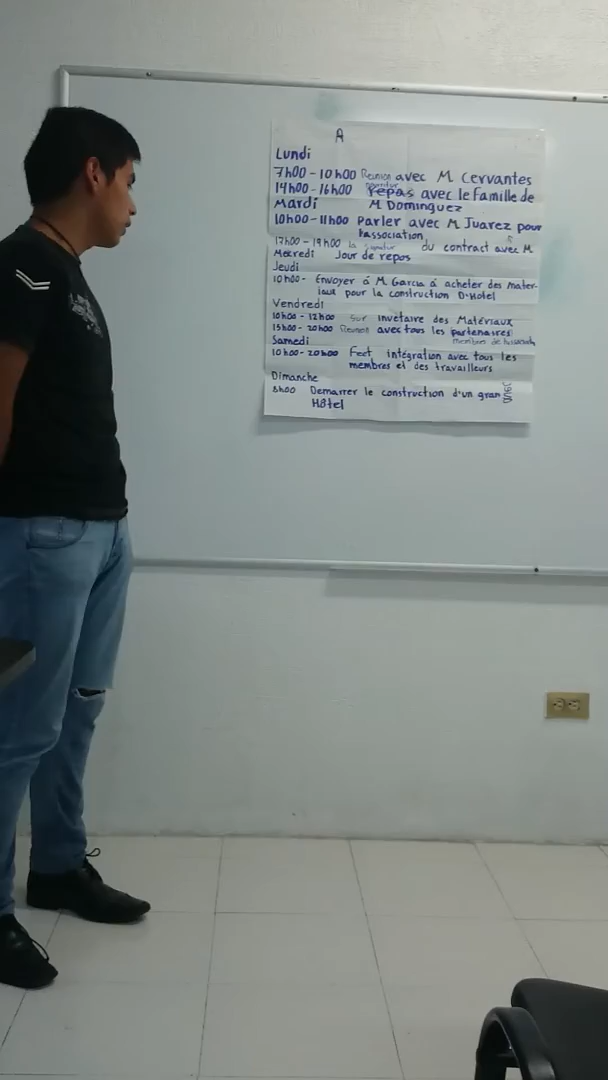 A
Lundi
7h00-10h00 Reunion avec M Cervantes
14h00-16h00 repas avec le famille de
Mardi M Dominguez
10h00-11h00 Parler avec M Juarez pour
l'association
17h00-19h00 la du contract avec M
Mecredi Jour de repos
Jeudi
10h00- Envoyer á M. Garcia á acheter des mater-
iaux pour la construction D'Hotel
Vendredi
10h00-12h00 sur invetaire des Matériaux
15h00-20h00 Reunion avec tous les partenaires
Samedi membres de
10h00-20h00 Feet intégration avec tous les
membres et des travailleurs
Dimanche
8h00 Demarrer le construction d'un gran
Hôtel